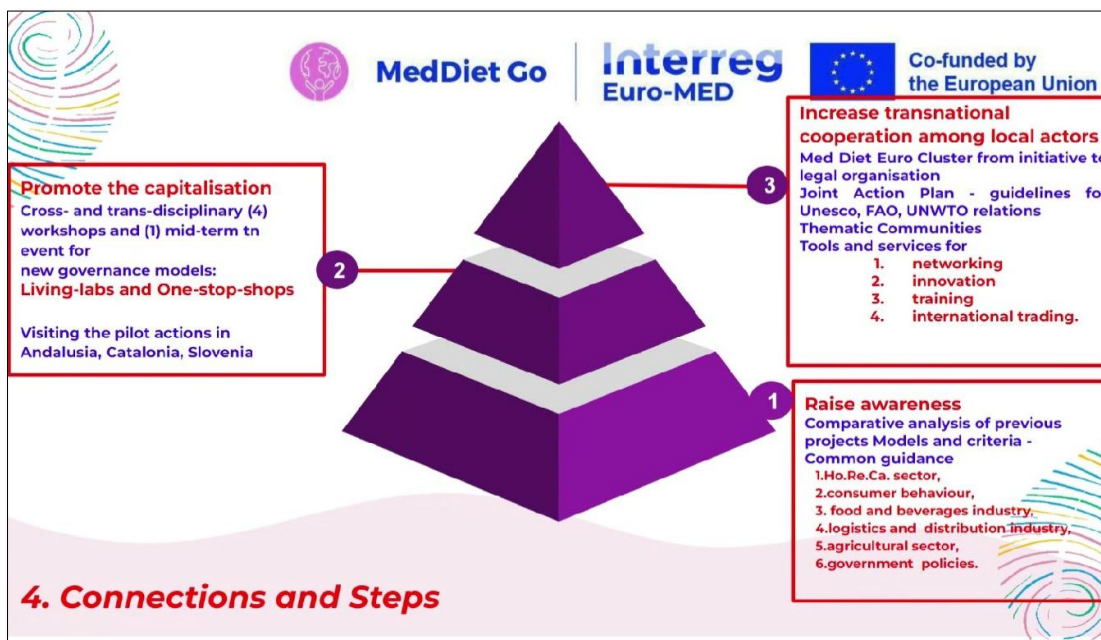 MedDiet Go
Interreg
Euro-MED
Co-funded by
the European Union
Increase transnational
cooperation among local actors
Med Diet Euro Cluster from initiative to
legal organisation
Joint Action Plan - guidelines for
Unesco, FAO, UNWTO relations
Thematic Communities
Tools and services for
1. networking
2. innovation
3. training
4. international trading.
3
Promote the capitalisation
Cross- and trans-disciplinary (4)
workshops and (1) mid-term tn
event for
new governance models:
Living-labs and One-stop-shops
Visiting the pilot actions in
Andalusia, Catalonia, Slovenia
2
1
Raise awareness
Comparative analysis of previous
projects Models and criteria -
Common guidance
1.Ho.Re.Ca. sector,
2.consumer behaviour,
3. food and beverages industry,
4.logistics and distribution industry,
5.agricultural sector,
6.government policies.
4. Connections and Steps